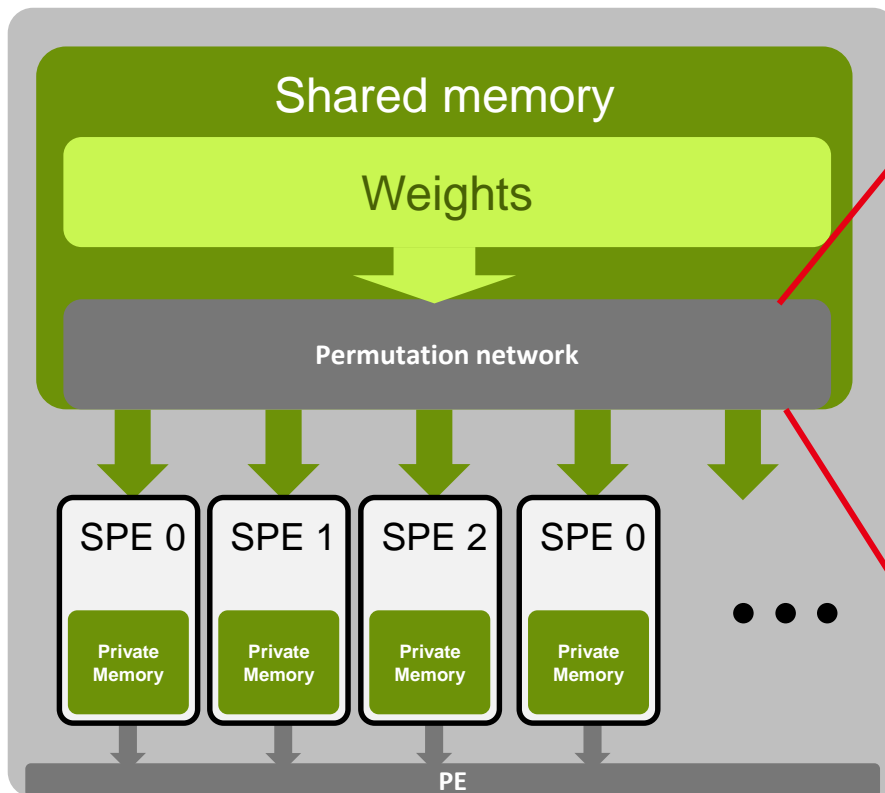 Shared memory
Weights
Permutation network
SPE 0
SPE 1
SPE 2
SPE 0
Private
Memory
Private
Memory
Private
Memory
Private
Memory
PE